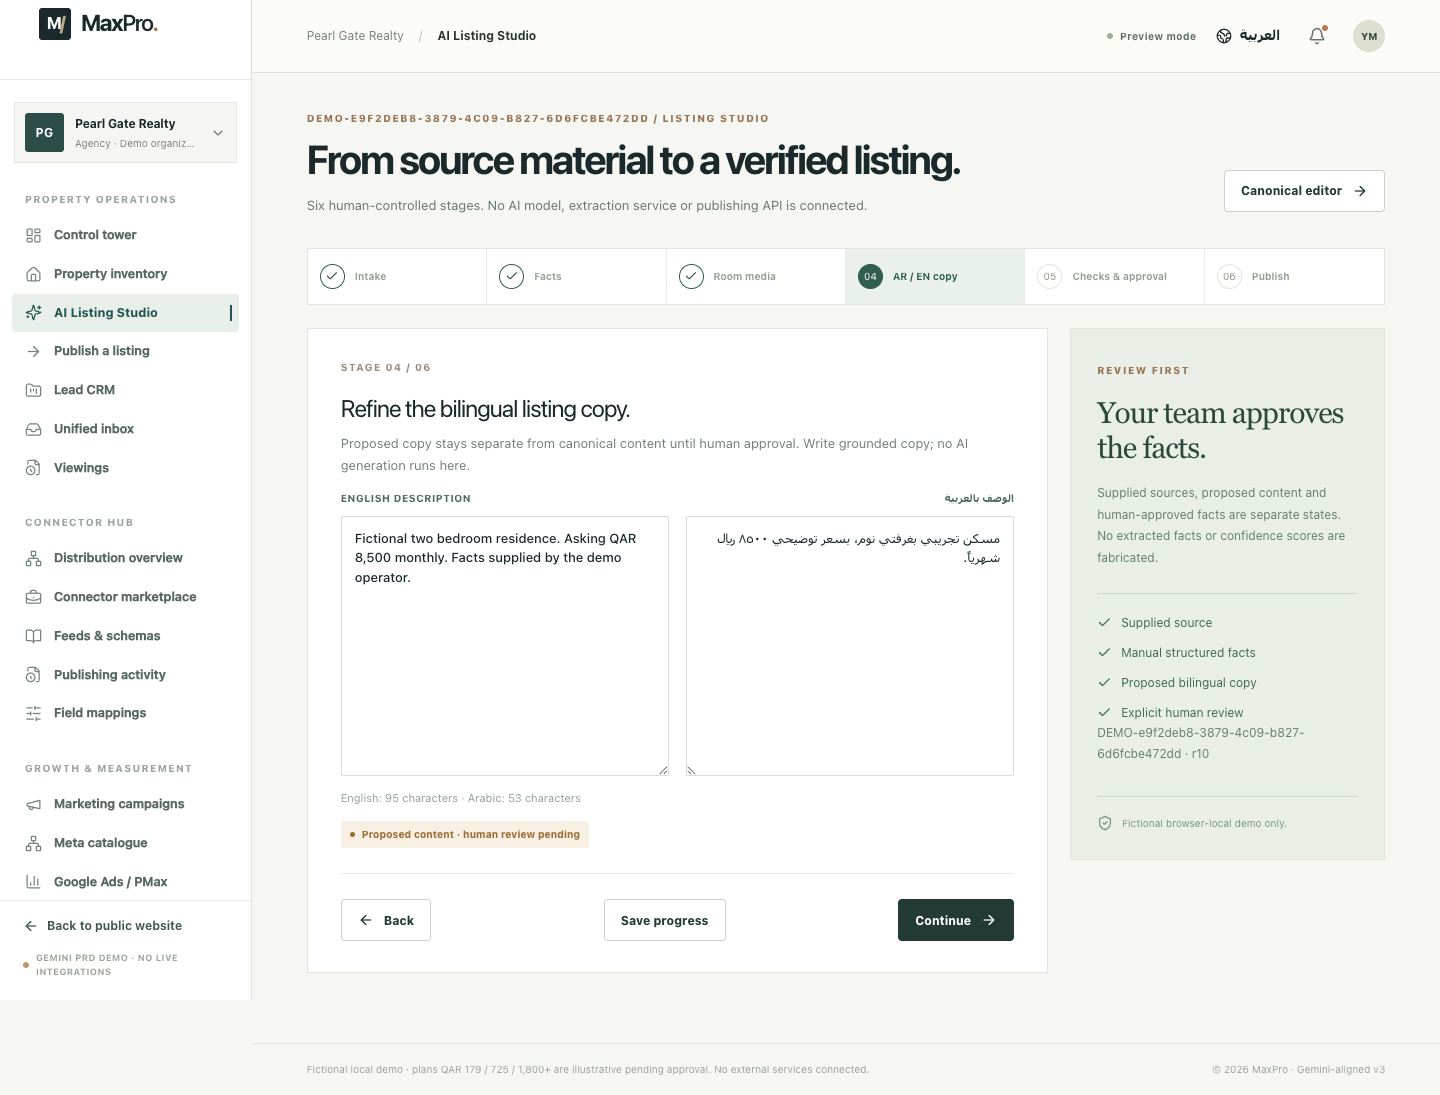 M/ MaxPro.
Pearl Gate Realty / AI Listing Studio
Preview mode
العربية
YM
PG
Pearl Gate Realty
Agency · Demo organiz...
PROPERTY OPERATIONS
Control tower
Property inventory
AI Listing Studio
Publish a listing
Lead CRM
Unified inbox
Viewings
CONNECTOR HUB
Distribution overview
Connector marketplace
Feeds & schemas
Publishing activity
Field mappings
GROWTH & MEASUREMENT
Marketing campaigns
Meta catalogue
Google Ads / PMax
Back to public website
GEMINI PRD DEMO · NO LIVE
INTEGRATIONS
DEMO-E9F2DEB8-3879-4C09-B827-6D6FCBE472DD / LISTING STUDIO
From source material to a verified listing.
Six human-controlled stages. No AI model, extraction service or publishing API is connected.
Canonical editor
Intake
Facts
Room media
04 AR / EN copy
05 Checks & approval
06 Publish
STAGE 04 / 06
Refine the bilingual listing copy.
Proposed copy stays separate from canonical content until human approval. Write grounded copy; no AI
generation runs here.
ENGLISH DESCRIPTION
Fictional two bedroom residence. Asking QAR
8,500 monthly. Facts supplied by the demo
operator.
الوصف بالعربية
مسكن تجريبي بغرفتي نوم، بسعر توضيحي ٨٥٠٠ ريال
شهرياً.
English: 95 characters · Arabic: 53 characters
Proposed content · human review pending
Back
Save progress
Continue
REVIEW FIRST
Your team approves
the facts.
Supplied sources, proposed content and
human-approved facts are separate states.
No extracted facts or confidence scores are
fabricated.
Supplied source
Manual structured facts
Proposed bilingual copy
Explicit human review
DEMO-e9f2deb8-3879-4c09-b827-
6d6fcbe472dd · r10
Fictional browser-local demo only.
Fictional local demo · plans QAR 179 / 725 / 1,800+ are illustrative pending approval. No external services connected.
© 2026 MaxPro · Gemini-aligned v3